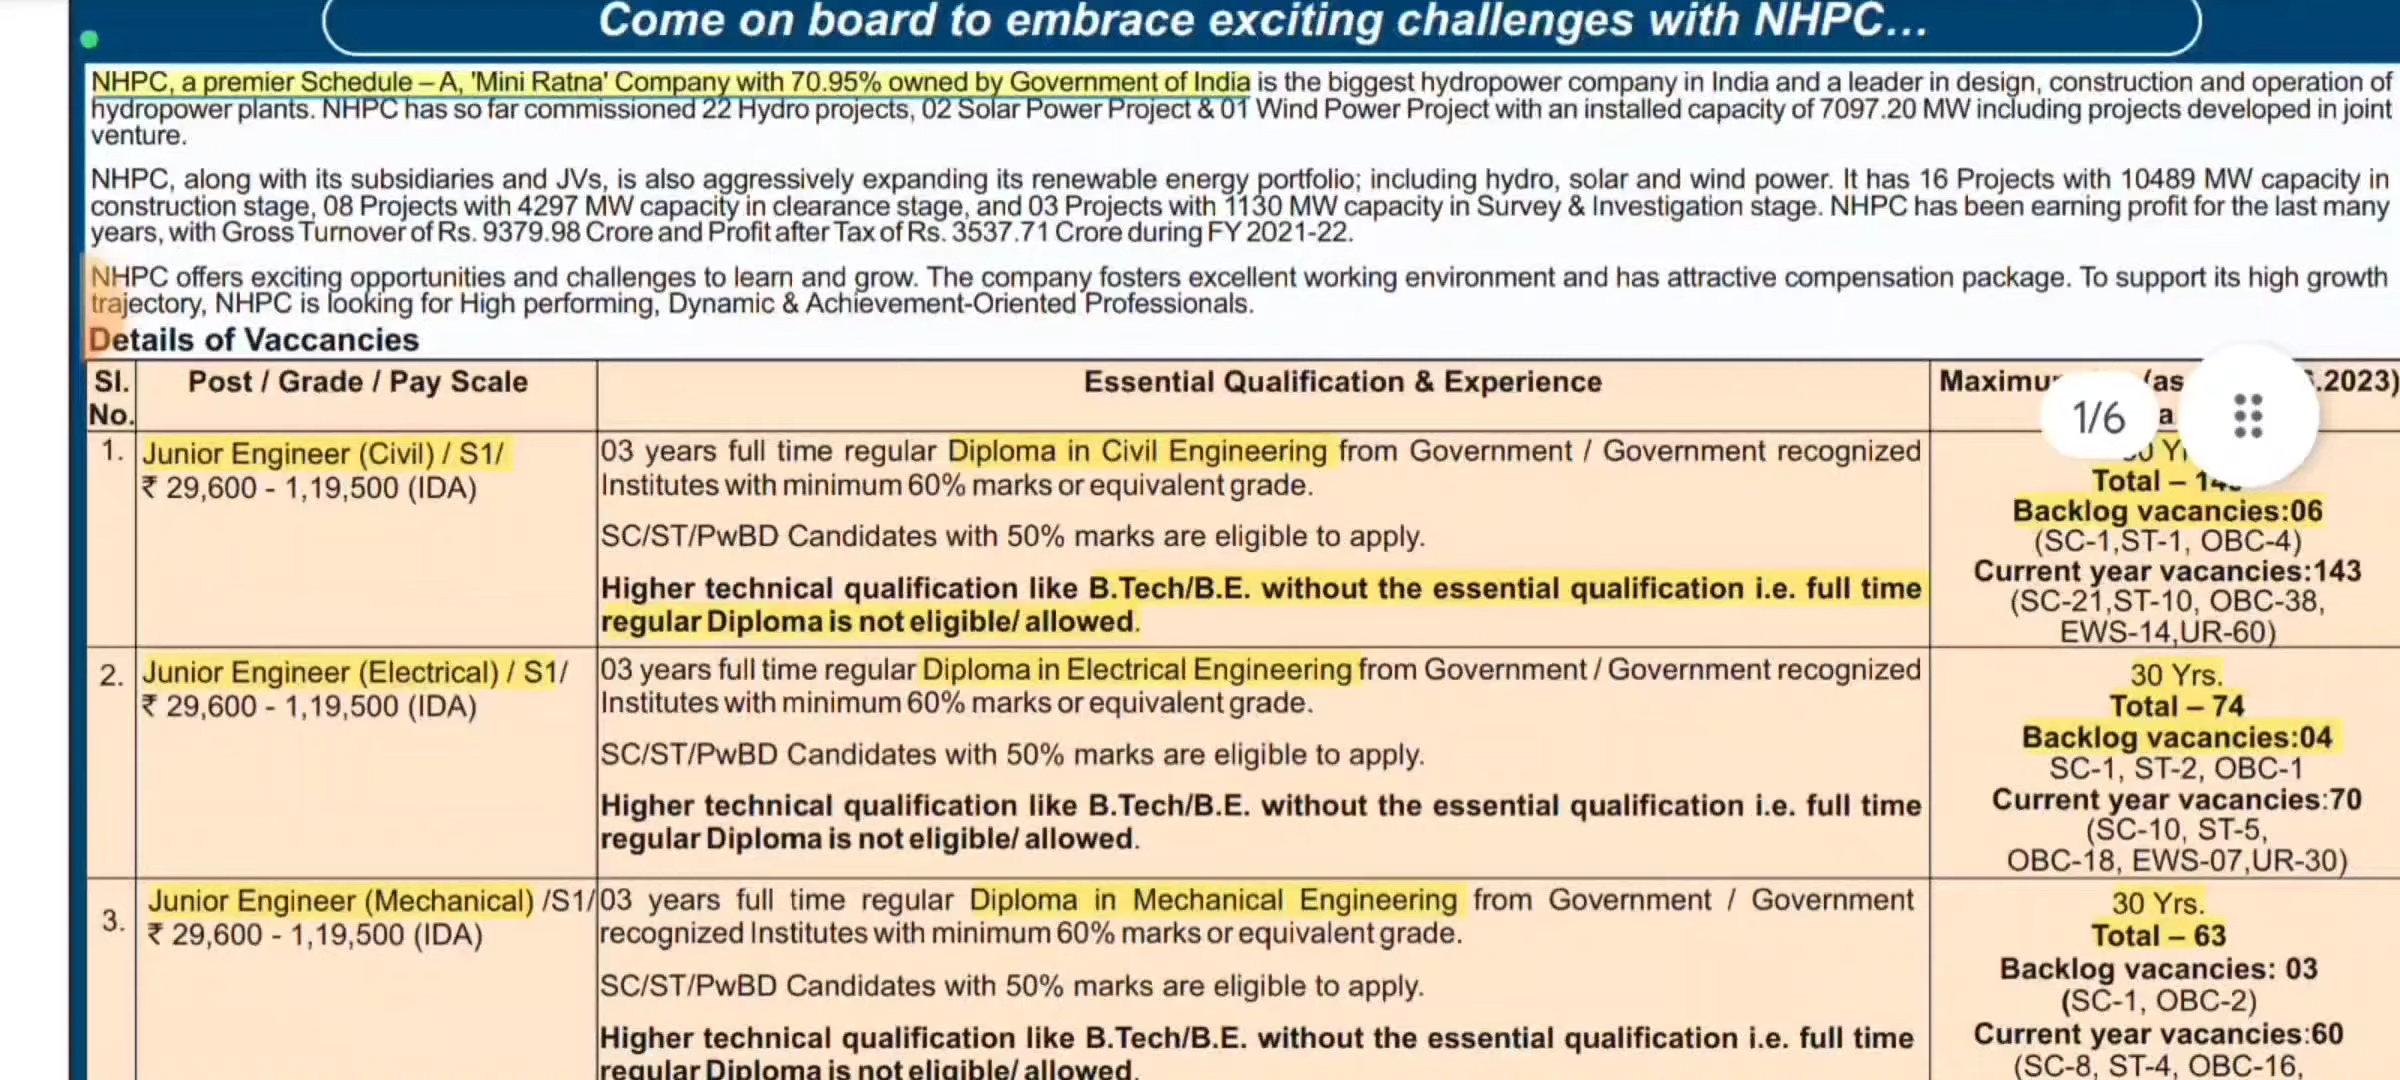 Come on board to embrace exciting challenges with NHPC...
NHPC, a premier Schedule – A, 'Mini Ratna' Company with 70.95% owned by Government of India is the biggest hydropower company in India and a leader in design, construction and operation of
hydropower plants. NHPC has so far commissioned 22 Hydro projects, 02 Solar Power Project & 01 Wind Power Project with an installed capacity of 7097.20 MW including projects developed in joint
venture.
NHPC, along with its subsidiaries and JVs, is also aggressively expanding its renewable energy portfolio; including hydro, solar and wind power. It has 16 Projects with 10489 MW capacity in
construction stage, 08 Projects with 4297 MW capacity in clearance stage, and 03 Projects with 1130 MW capacity in Survey & Investigation stage. NHPC has been earning profit for the last many
years, with Gross Turnover of Rs. 9379.98 Crore and Profit after Tax of Rs. 3537.71 Crore during FY 2021-22.
NHPC offers exciting opportunities and challenges to learn and grow. The company fosters excellent working environment and has attractive compensation package. To support its high growth
trajectory, NHPC is looking for High performing, Dynamic & Achievement-Oriented Professionals.
Details of Vaccancies
Sl. No.
Post / Grade / Pay Scale
Essential Qualification & Experience
(as .2023)
1/6
1.
Junior Engineer (Civil) / S1/
₹ 29,600 - 1,19,500 (IDA)
03 years full time regular Diploma in Civil Engineering from Government / Government recognized
Institutes with minimum 60% marks or equivalent grade.
SC/ST/PwBD Candidates with 50% marks are eligible to apply.
Higher technical qualification like B.Tech/B.E. without the essential qualification i.e. full time
regular Diploma is not eligible/ allowed.
Total –
Backlog vacancies:06
(SC-1,ST-1, OBC-4)
Current year vacancies:143
(SC-21,ST-10, OBC-38,
EWS-14,UR-60)
2.
Junior Engineer (Electrical) / S1/
₹ 29,600 - 1,19,500 (IDA)
03 years full time regular Diploma in Electrical Engineering from Government / Government recognized
Institutes with minimum 60% marks or equivalent grade.
SC/ST/PwBD Candidates with 50% marks are eligible to apply.
Higher technical qualification like B.Tech/B.E. without the essential qualification i.e. full time
regular Diploma is not eligible/ allowed.
30 Yrs.
Total – 74
Backlog vacancies:04
SC-1, ST-2, OBC-1
Current year vacancies:70
(SC-10, ST-5,
OBC-18, EWS-07,UR-30)
3.
Junior Engineer (Mechanical) /S1/
₹ 29,600 - 1,19,500 (IDA)
03 years full time regular Diploma in Mechanical Engineering from Government / Government
recognized Institutes with minimum 60% marks or equivalent grade.
SC/ST/PwBD Candidates with 50% marks are eligible to apply.
Higher technical qualification like B.Tech/B.E. without the essential qualification i.e. full time
regular Diploma is not eligible/ allowed.
30 Yrs.
Total – 63
Backlog vacancies: 03
(SC-1, OBC-2)
Current year vacancies:60
(SC-8, ST-4, OBC-16,